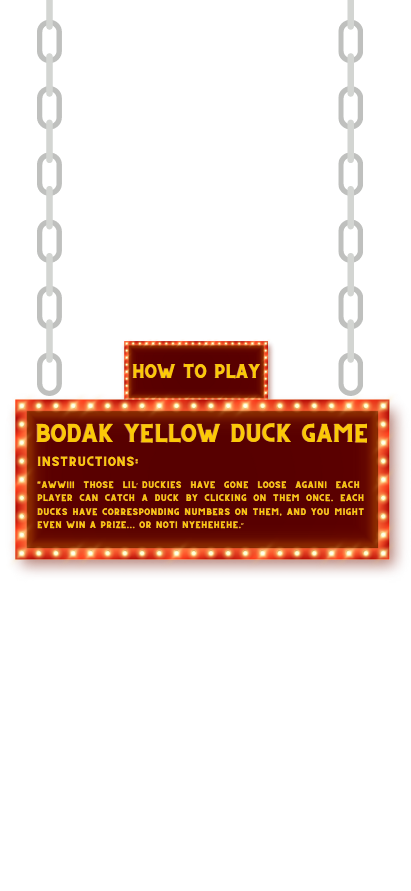 HOW TO PLAY
BODAK YELLOW DUCK GAME
INSTRUCTIONS:
"AWW!!! THOSE LIL' DUCKIES HAVE GONE LOOSE AGAIN! EACH
PLAYER CAN CATCH A DUCK BY CLICKING ON THEM ONCE. EACH
DUCKS HAVE CORRESPONDING NUMBERS ON THEM, AND YOU MIGHT
EVEN WIN A PRIZE... OR NOT! NYEHEHEHE."